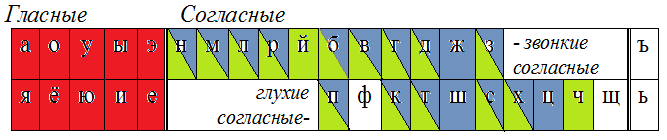 Гласные Согласные
а о у ы э н м л р й б в г д ж з - звонкие согласные ъ
я ё ю и е глухие согласные- п ф к т ш с х ц ч щ ь